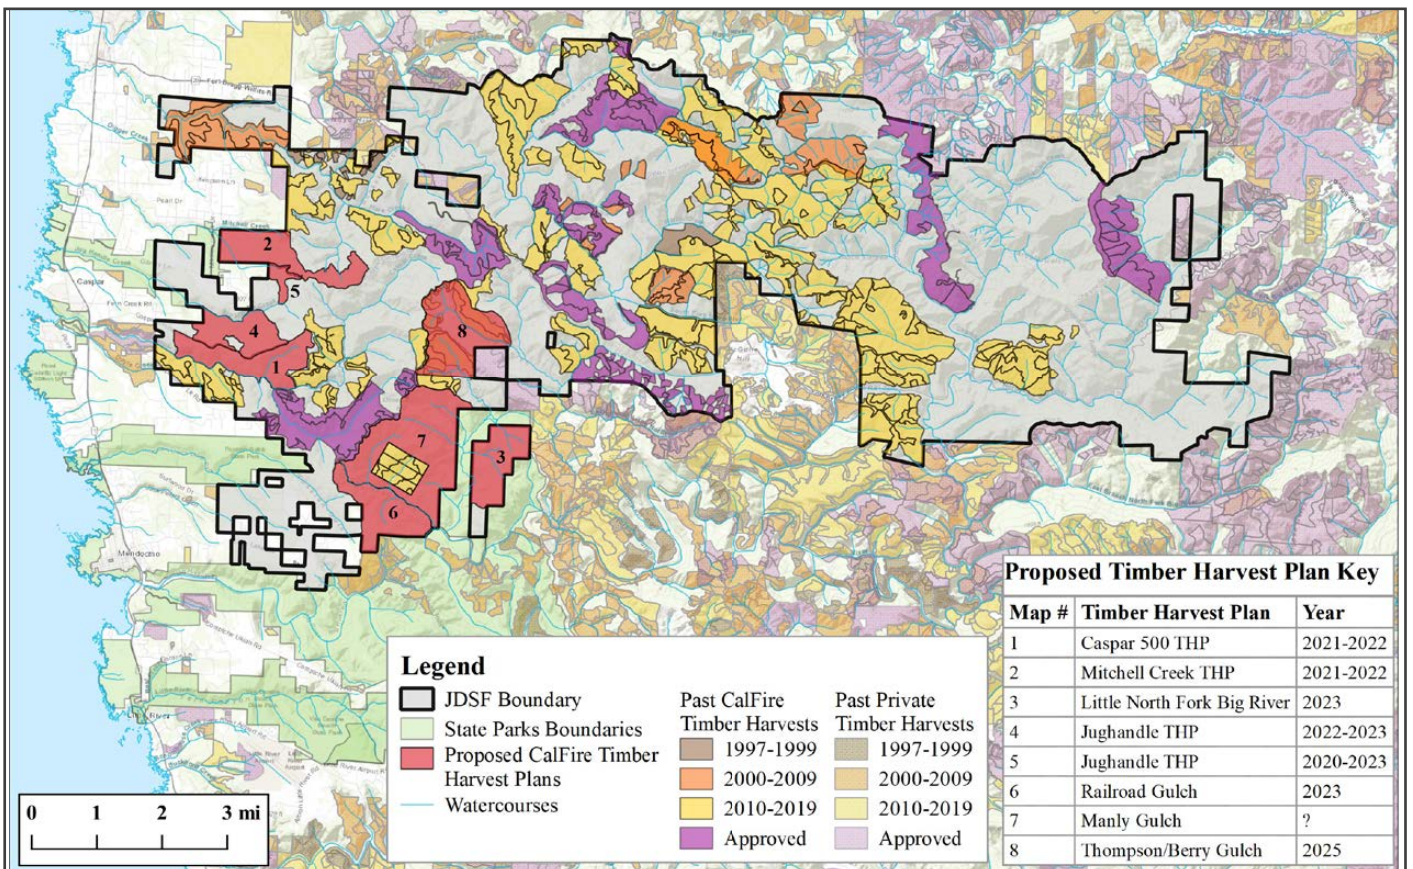 Pearl Dr
Mitchell Creek
2
Caspar
5
4
8
1
7
3
6
Mendocino
Proposed Timber Harvest Plan Key
Map # Timber Harvest Plan Year
1 Caspar 500 THP 2021-2022
2 Mitchell Creek THP 2021-2022
3 Little North Fork Big River 2023
4 Jughandle THP 2022-2023
5 Jughandle THP 2020-2023
6 Railroad Gulch 2023
7 Manly Gulch ?
8 Thompson/Berry Gulch 2025
Legend
JDSF Boundary
State Parks Boundaries
Proposed CalFire Timber
Harvest Plans
Watercourses
Past CalFire
Timber Harvests
1997-1999
2000-2009
2010-2019
Approved
Past Private
Timber Harvests
1997-1999
2000-2009
2010-2019
Approved
0 1 2 3 mi